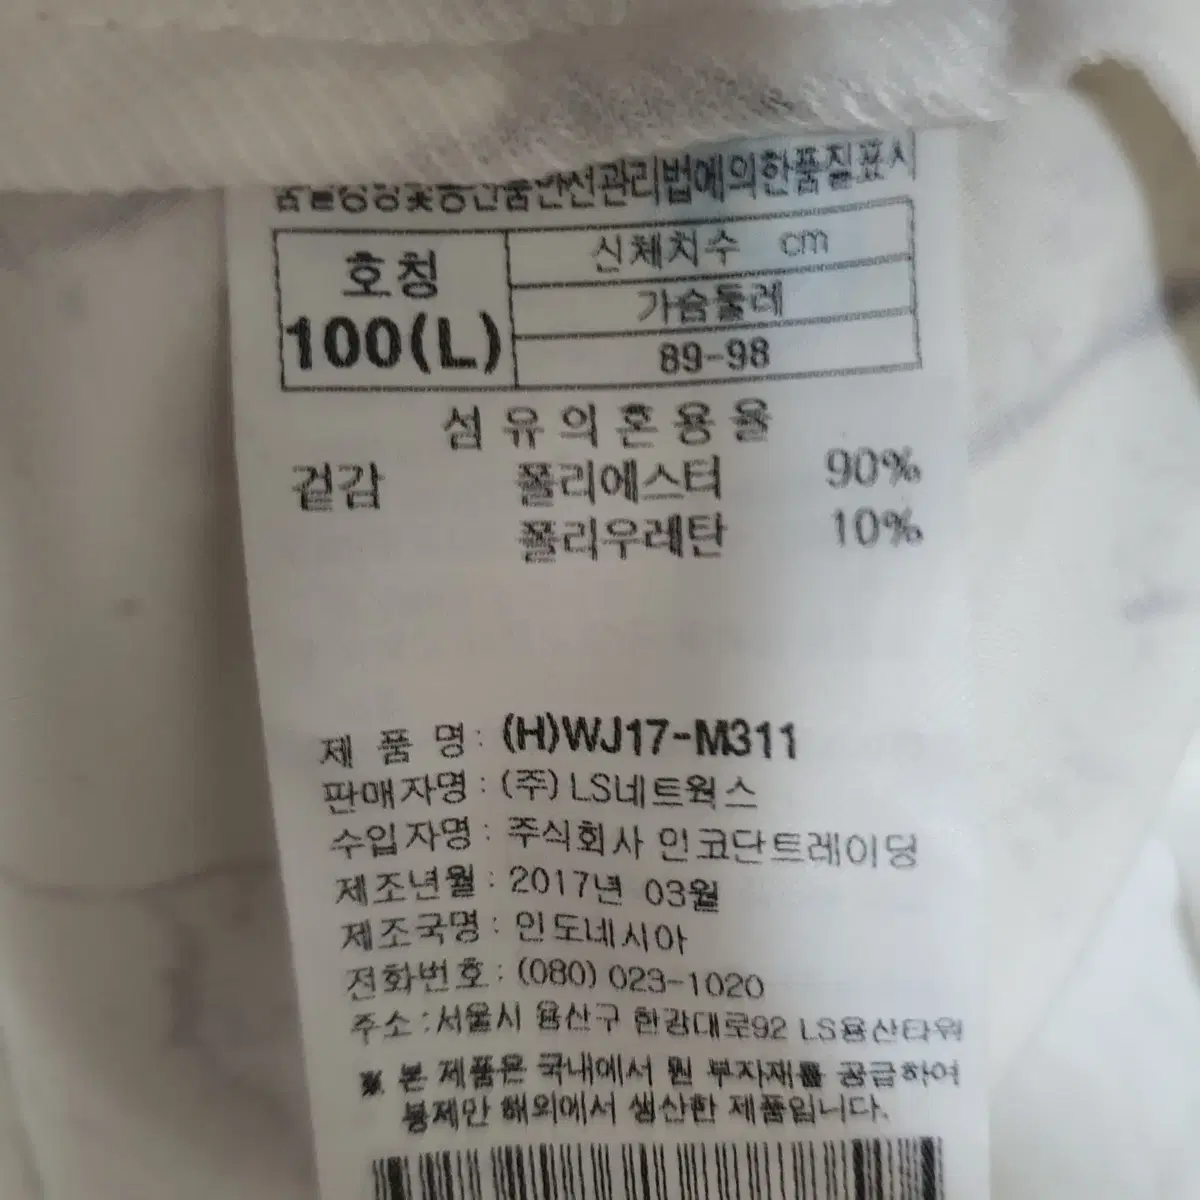 품질경영및공산품안전관리법에의한품질표시
호칭
100(L)
신체치수 cm
가슴둘레
89-98
섬유의혼용율
겉감 폴리에스터 90%
폴리우레탄 10%
제 품 명 : (H)WJ17-M311
판매자명 : (주) LS네트웍스
수입자명 : 주식회사 인코단트레이딩
제조년월 : 2017년 03월
제조국명 : 인도네시아
전화번호 : (080) 023-1020
주소 : 서울시 용산구 한강대로92 LS용산타워
※ 본 제품은 국내에서 원 부자재를 공급하여
봉제만 해외에서 생산한 제품입니다.